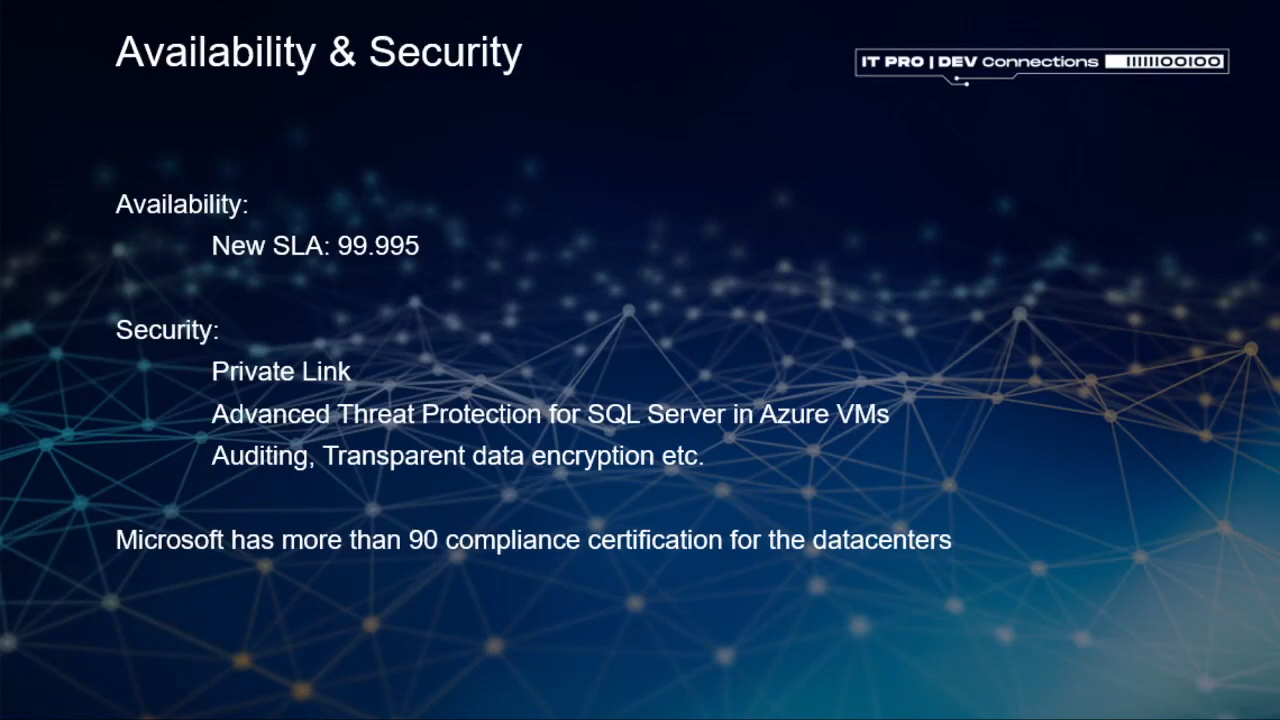 Availability & Security
IT PRO | DEV Connections IIIIIIOOIOO
Availability:
New SLA: 99.995
Security:
Private Link
Advanced Threat Protection for SQL Server in Azure VMs
Auditing, Transparent data encryption etc.
Microsoft has more than 90 compliance certification for the datacenters